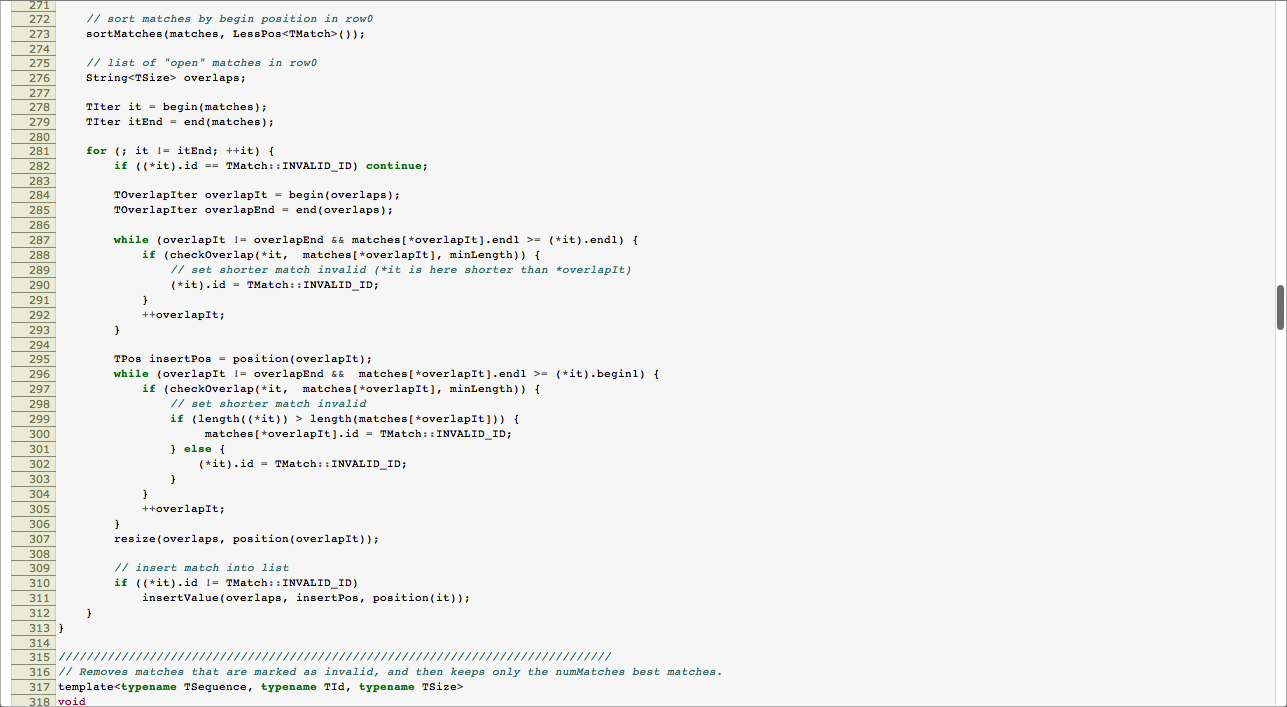 271
272 // sort matches by begin position in row0
273 sortMatches(matches, LessPos<TMatch>());
274
275 // list of "open" matches in row0
276 String<TSize> overlaps;
277
278 TIter it = begin(matches);
279 TIter itEnd = end(matches);
280
281 for (; it != itEnd; ++it) {
282 if ((*it).id == TMatch::INVALID_ID) continue;
283
284 TOverlapIter overlapIt = begin(overlaps);
285 TOverlapIter overlapEnd = end(overlaps);
286
287 while (overlapIt != overlapEnd && matches[*overlapIt].end1 >= (*it).end1) {
288 if (checkOverlap(*it,  matches[*overlapIt], minLength)) {
289 // set shorter match invalid (*it is here shorter than *overlapIt)
290 (*it).id = TMatch::INVALID_ID;
291 }
292 ++overlapIt;
293 }
294
295 TPos insertPos = position(overlapIt);
296 while (overlapIt != overlapEnd &&  matches[*overlapIt].end1 >= (*it).begin1) {
297 if (checkOverlap(*it,  matches[*overlapIt], minLength)) {
298 // set shorter match invalid
299 if (length((*it)) > length(matches[*overlapIt])) {
300 matches[*overlapIt].id = TMatch::INVALID_ID;
301 } else {
302 (*it).id = TMatch::INVALID_ID;
303 }
304 }
305 ++overlapIt;
306 }
307 resize(overlaps, position(overlapIt));
308
309 // insert match into list
310 if ((*it).id != TMatch::INVALID_ID)
311 insertValue(overlaps, insertPos, position(it));
312 }
313 }
314
315 ///////////////////////////////////////////////////////////////////////////////
316 // Removes matches that are marked as invalid, and then keeps only the numMatches best matches.
317 template<typename TSequence, typename TId, typename TSize>
318 void